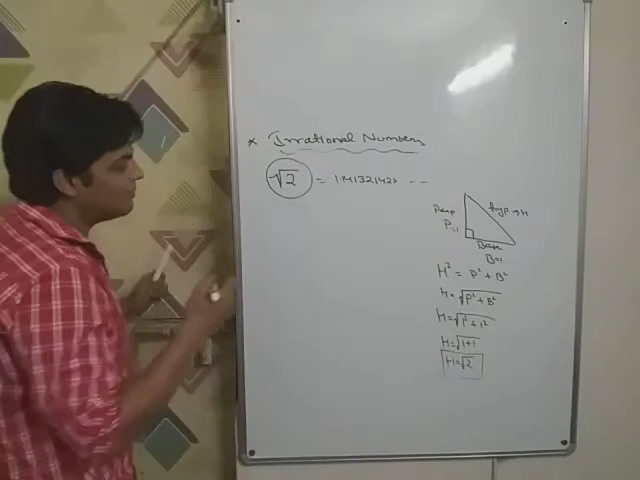 * Irrational Numbers
√2 = 1.41321421 --
Perp
P=1
Hyp→H
Base
B=1
H² = P² + B²
H = √P² + B²
H = √1² + 1²
H = √1+1
H = √2